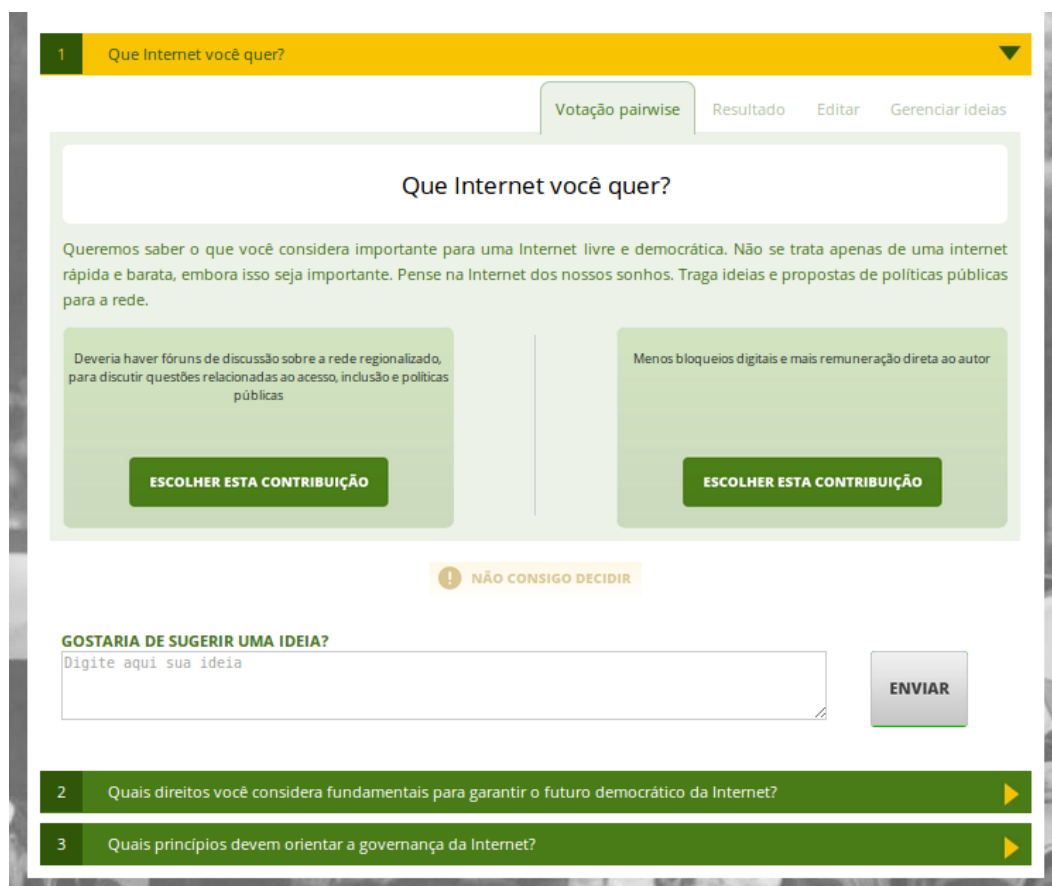 1 Que Internet você quer?
Votação pairwise Resultado Editar Gerenciar ideias
Que Internet você quer?
Queremos saber o que você considera importante para uma Internet livre e democrática. Não se trata apenas de uma internet
rápida e barata, embora isso seja importante. Pense na Internet dos nossos sonhos. Traga ideias e propostas de políticas públicas
para a rede.
Deveria haver fóruns de discussão sobre a rede regionalizado,
para discutir questões relacionadas ao acesso, inclusão e políticas
públicas
ESCOLHER ESTA CONTRIBUIÇÃO
Menos bloqueios digitais e mais remuneração direta ao autor
ESCOLHER ESTA CONTRIBUIÇÃO
! NÃO CONSIGO DECIDIR
GOSTARIA DE SUGERIR UMA IDEIA?
Digite aqui sua ideia
ENVIAR
2 Quais direitos você considera fundamentais para garantir o futuro democrático da Internet?
3 Quais princípios devem orientar a governança da Internet?